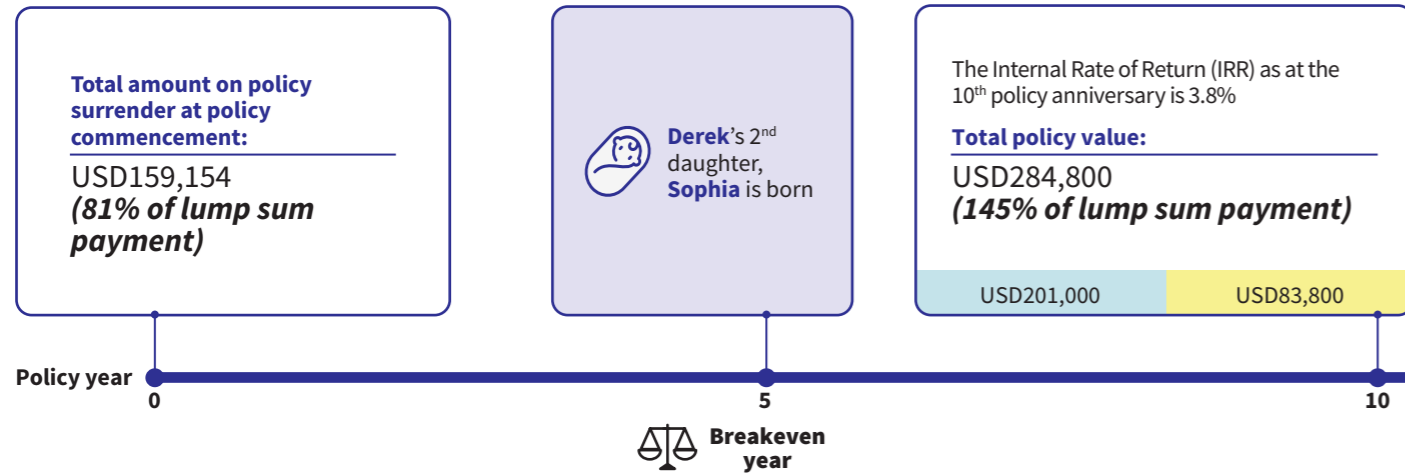 Total amount on policy
surrender at policy
commencement:
USD159,154
(81% of lump sum
payment)
Derek’s 2nd
daughter,
Sophia is born
The Internal Rate of Return (IRR) as at the
10th policy anniversary is 3.8%
Total policy value:
USD284,800
(145% of lump sum payment)
USD201,000
USD83,800
Policy year
0
5
10
Breakeven
year